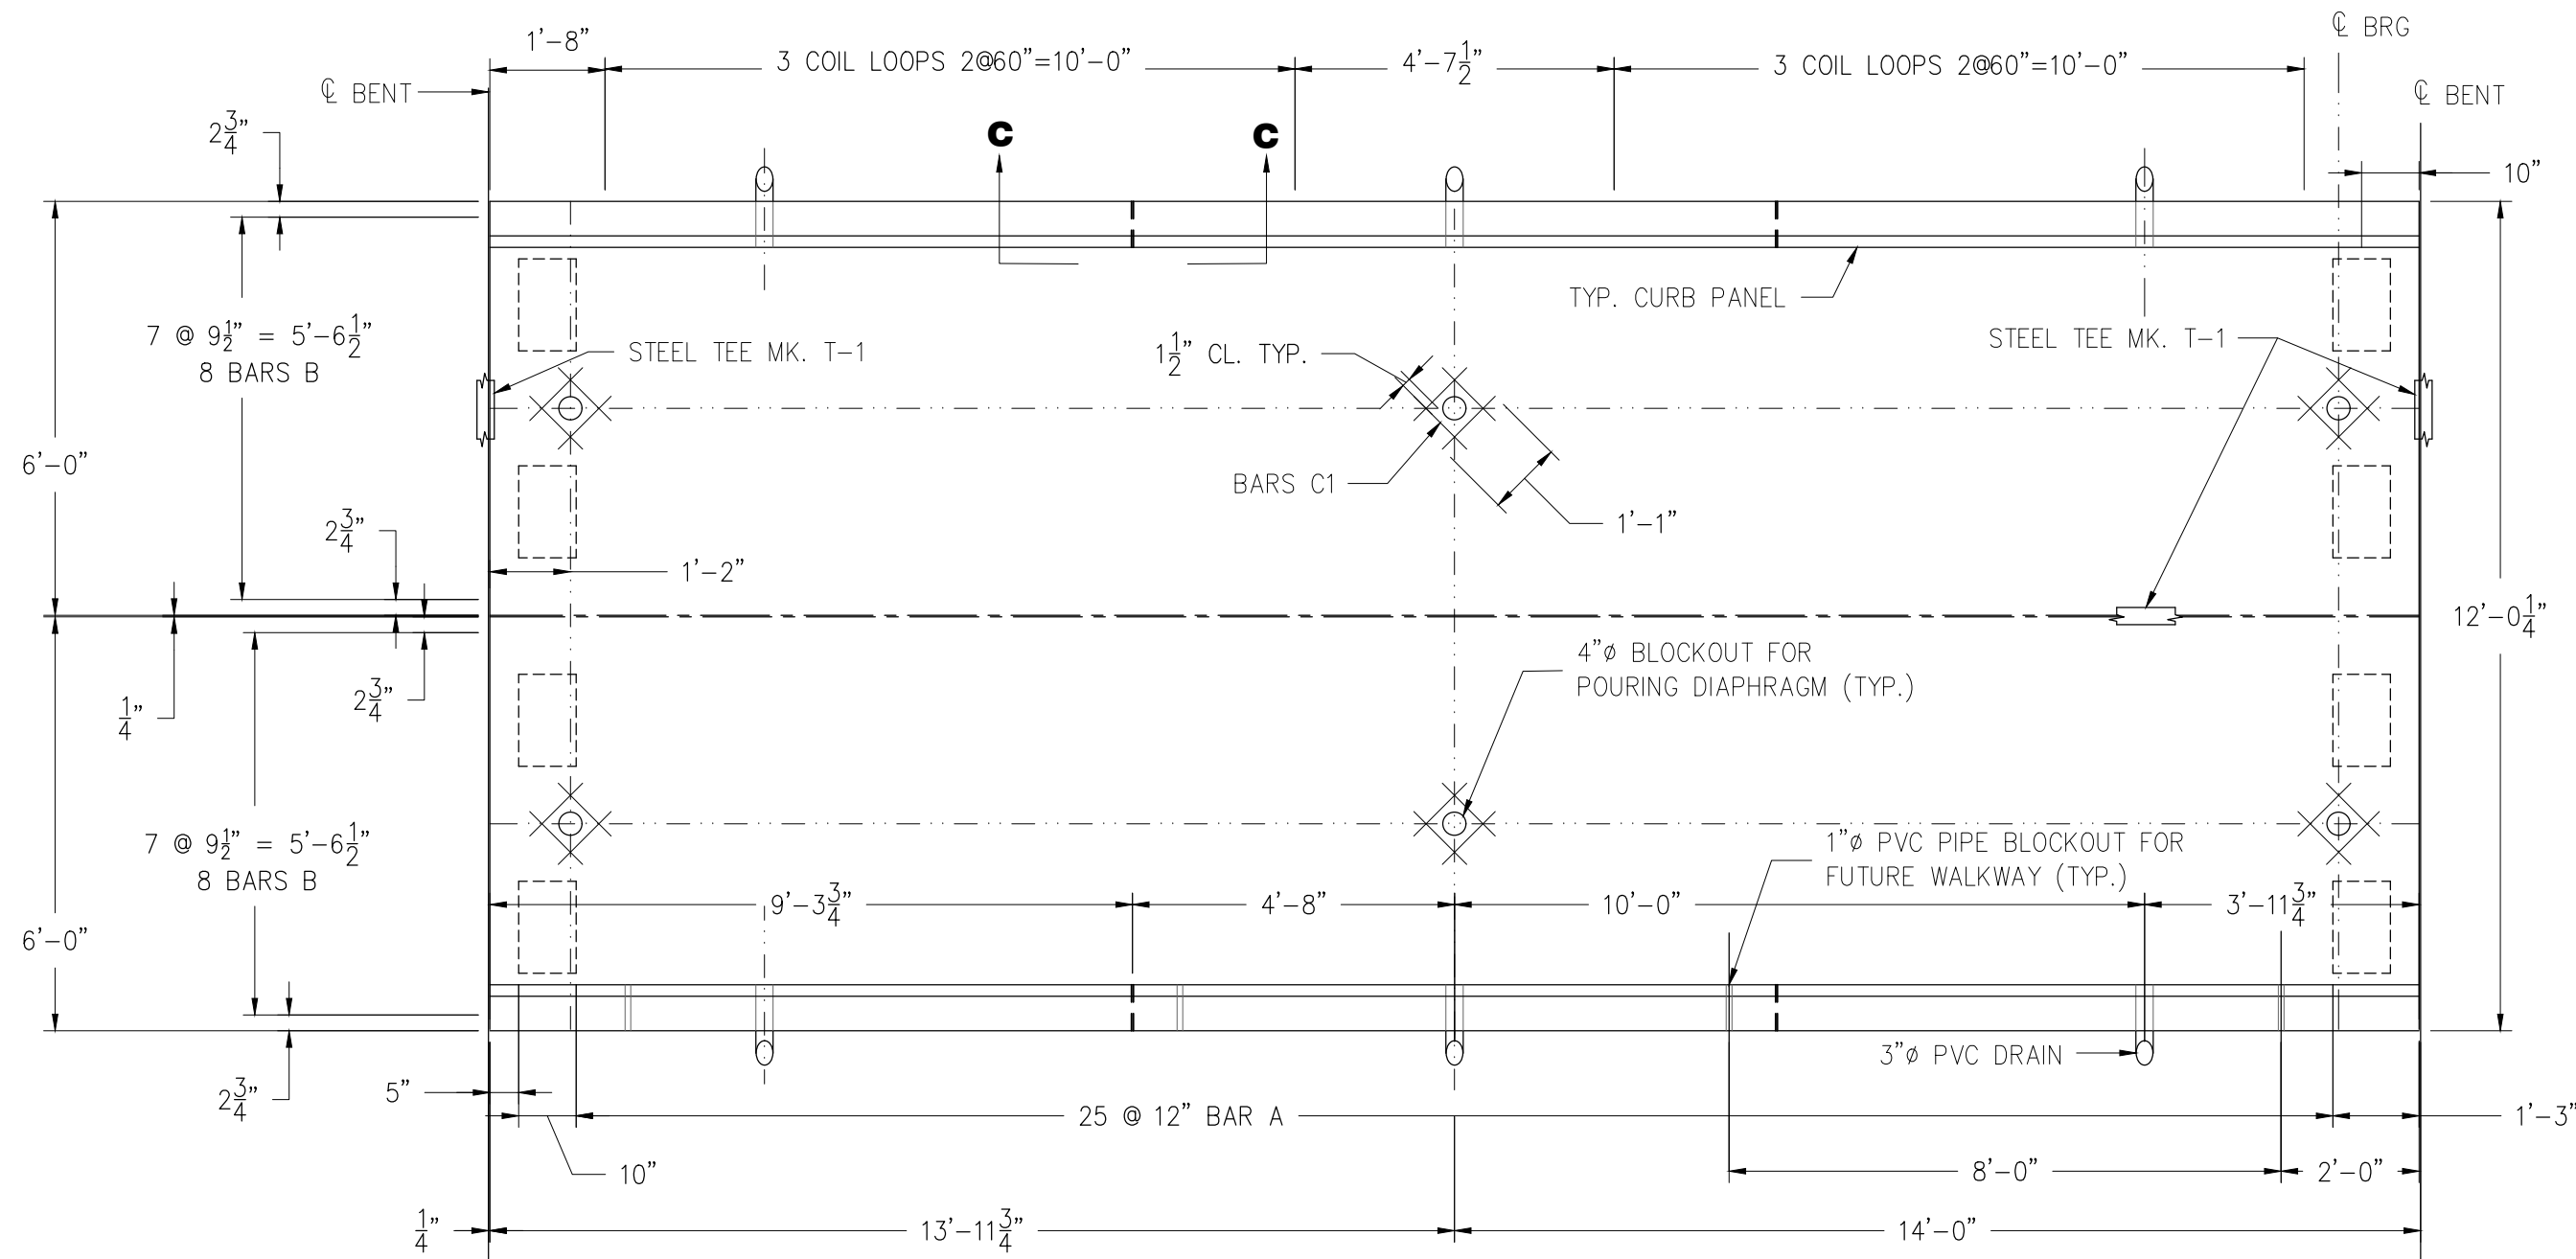 ℄ BRG
1'-8"
3 COIL LOOPS 2@60"=10'-0"
4'-7 1/2"
3 COIL LOOPS 2@60"=10'-0"
℄ BENT
℄ BENT
2 3/4"
C
C
10"
TYP. CURB PANEL
7 @ 9 1/2" = 5'-6 1/2"
8 BARS B
STEEL TEE MK. T-1
1 1/2" CL. TYP.
STEEL TEE MK. T-1
6'-0"
BARS C1
1'-1"
2 3/4"
1'-2"
12'-0 1/4"
4"ø BLOCKOUT FOR
POURING DIAPHRAGM (TYP.)
1/4"
2 3/4"
7 @ 9 1/2" = 5'-6 1/2"
8 BARS B
1"ø PVC PIPE BLOCKOUT FOR
FUTURE WALKWAY (TYP.)
6'-0"
9'-3 3/4"
4'-8"
10'-0"
3'-11 3/4"
3"ø PVC DRAIN
2 3/4"
5"
25 @ 12" BAR A
1'-3"
10"
8'-0"
2'-0"
1/4"
13'-11 3/4"
14'-0"